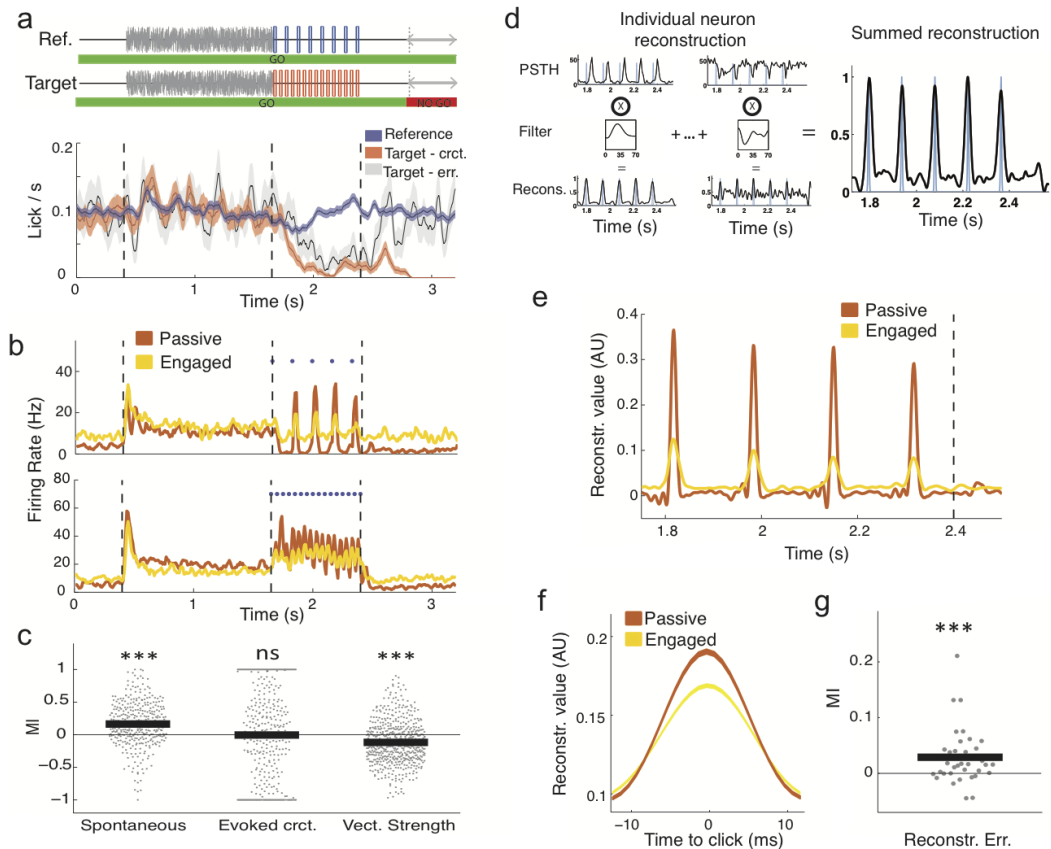 a
Ref.
GO
Target
GO
NO GO
Reference
Target - crct.
Target - err.
0.2
0.1
0
Lick / s
1
2
3
Time (s)
b
Passive
Engaged
40
20
0
80
60
40
20
0
Firing Rate (Hz)
0
1
2
3
Time (s)
c
***
ns
***
1
0.5
0
-0.5
-1
MI
Spontaneous
Evoked crct.
Vect. Strength
d
Individual neuron
reconstruction
Summed reconstruction
PSTH
50
0
1.8 2 2.2 2.4
50
0
1.8 2 2.2 2.4
X
X
Filter
+ ... +
=
0 35 70
0 35 70
=
=
Recons.
1
0.5
1.8 2 2.2 2.4
Time (s)
1
0.5
1.8 2 2.2 2.4
Time (s)
1
0.5
0
1.8 2 2.2 2.4
Time (s)
e
Passive
Engaged
0.4
0.3
0.2
0.1
0
Reconstr. value (AU)
1.8 2 2.2 2.4
Time (s)
f
Passive
Engaged
0.2
0.15
0.1
Reconstr. value (AU)
−10 0 10
Time to click (ms)
g
***
0.2
0.1
0
MI
Reconstr. Err.